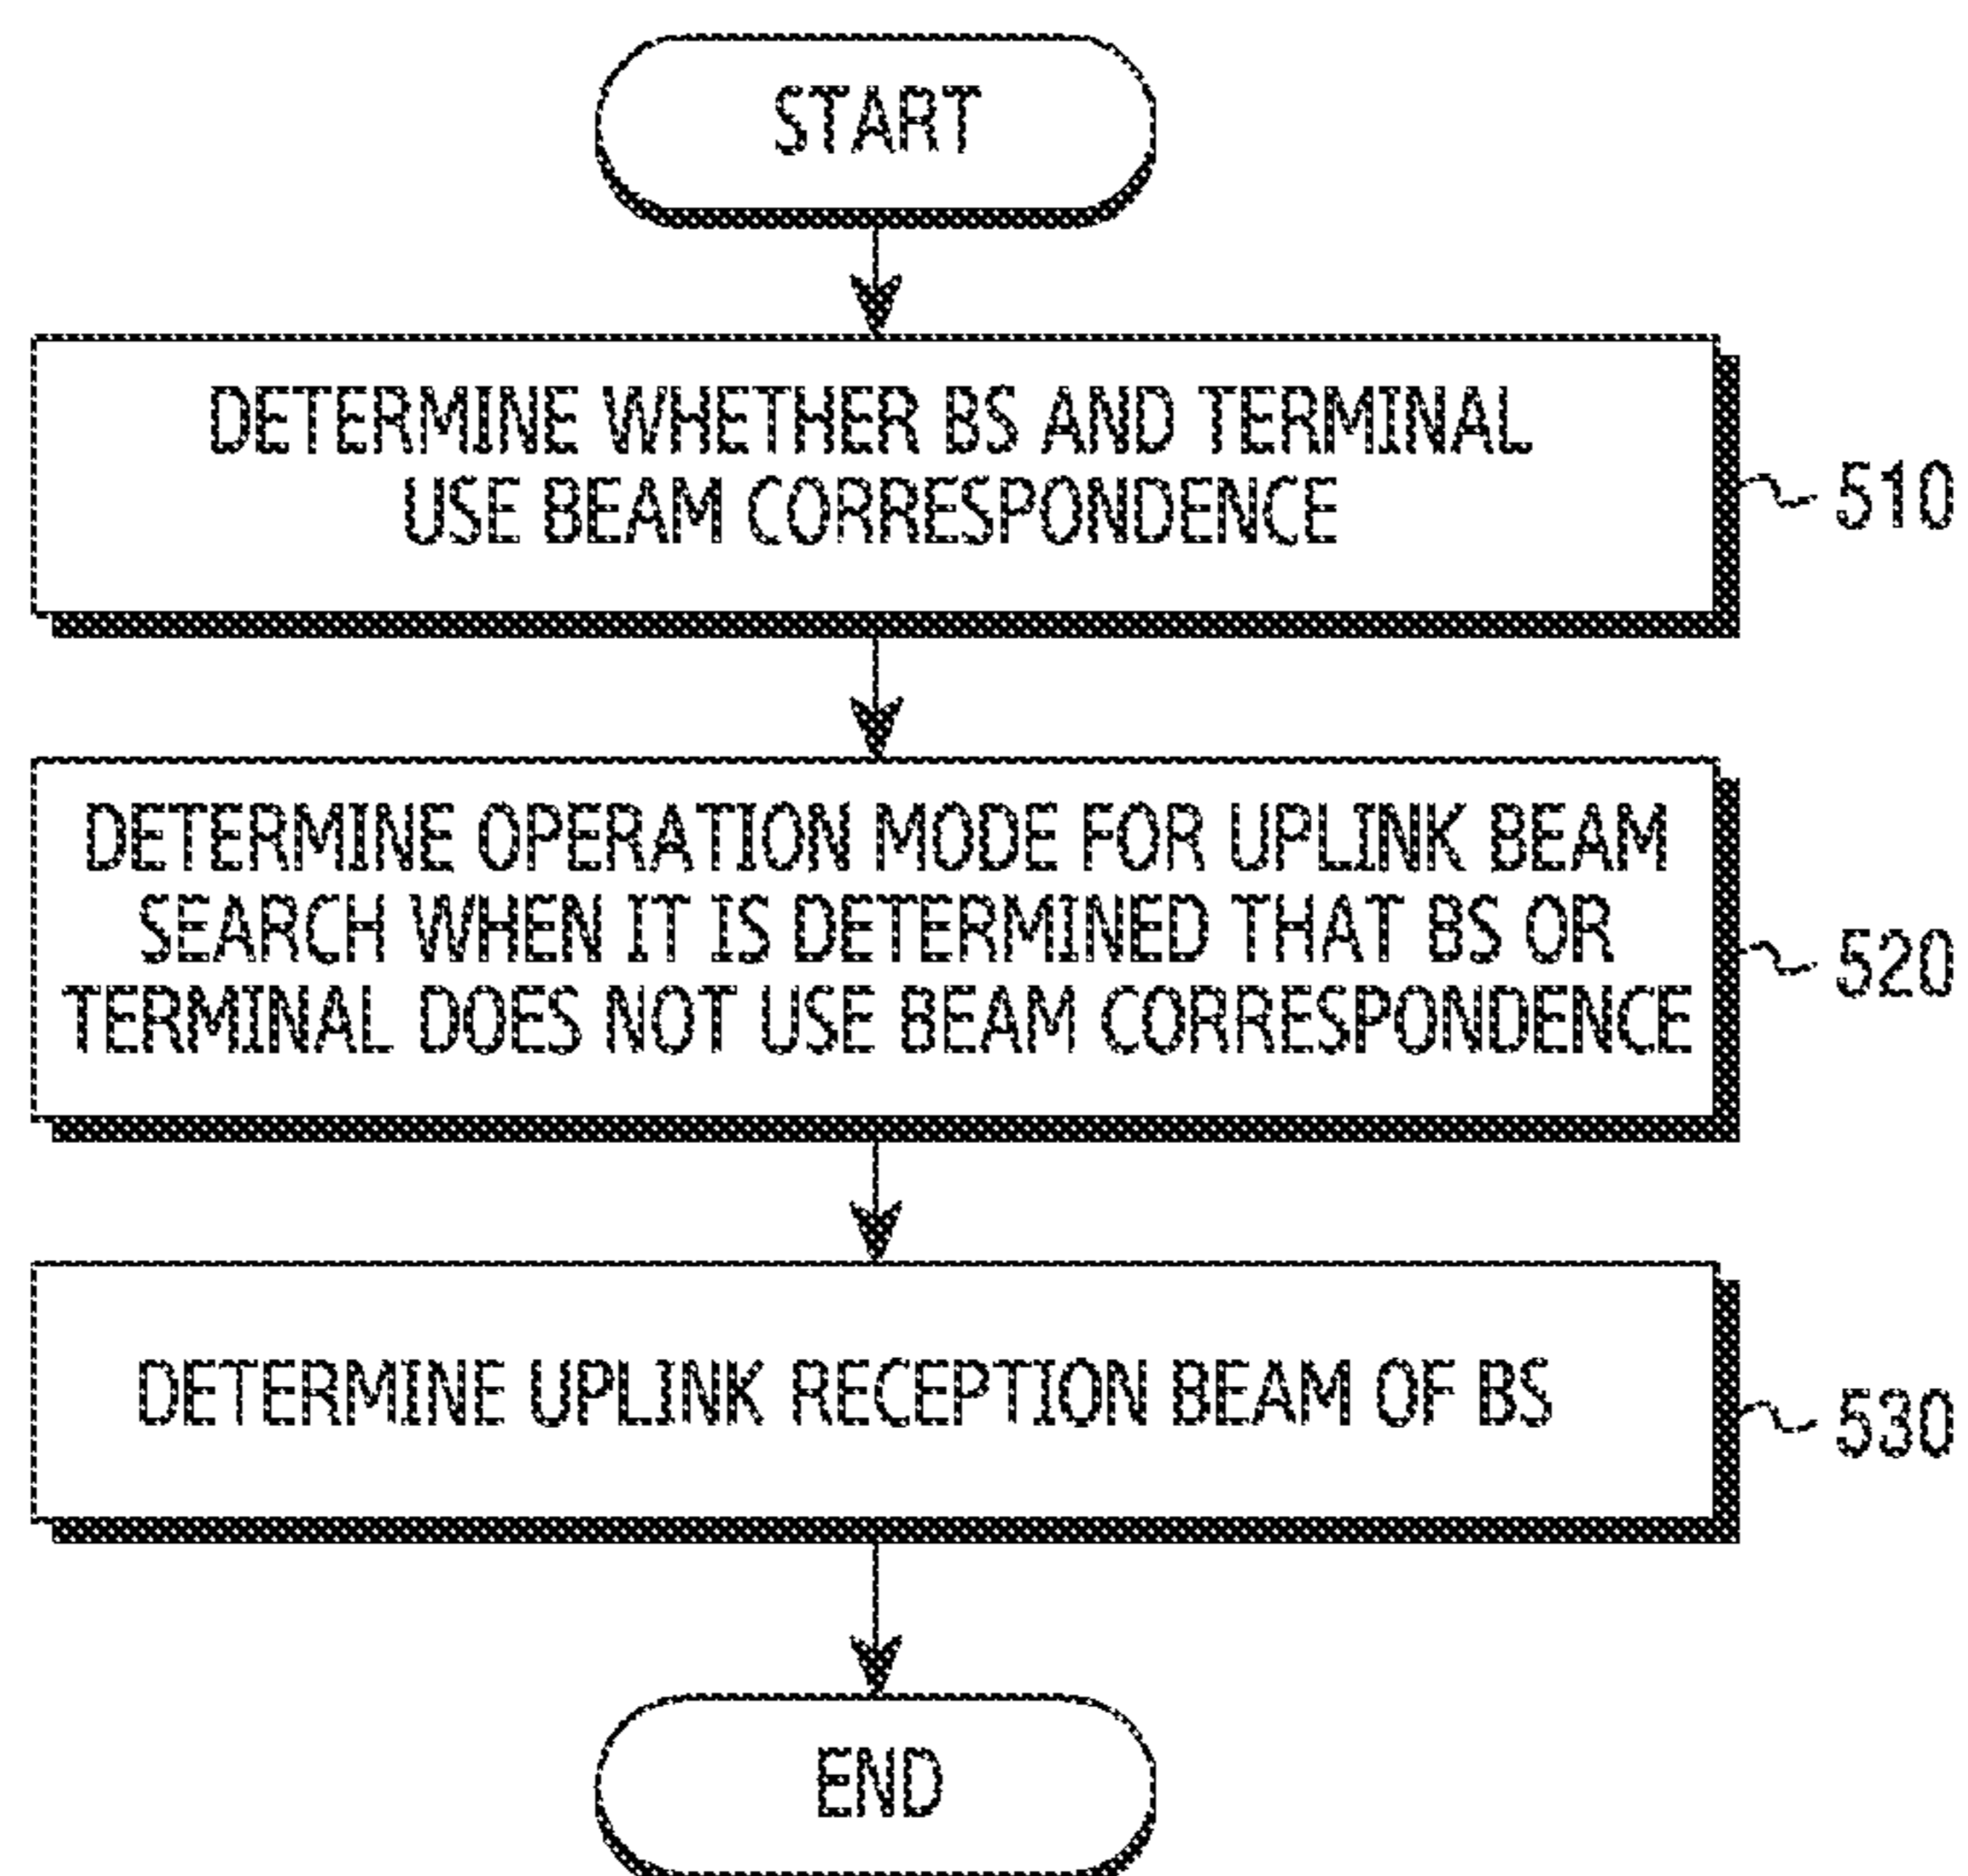 START
DETERMINE WHETHER BS AND TERMINAL
USE BEAM CORRESPONDENCE
510
DETERMINE OPERATION MODE FOR UPLINK BEAM
SEARCH WHEN IT IS DETERMINED THAT BS OR
TERMINAL DOES NOT USE BEAM CORRESPONDENCE
520
DETERMINE UPLINK RECEPTION BEAM OF BS
530
END